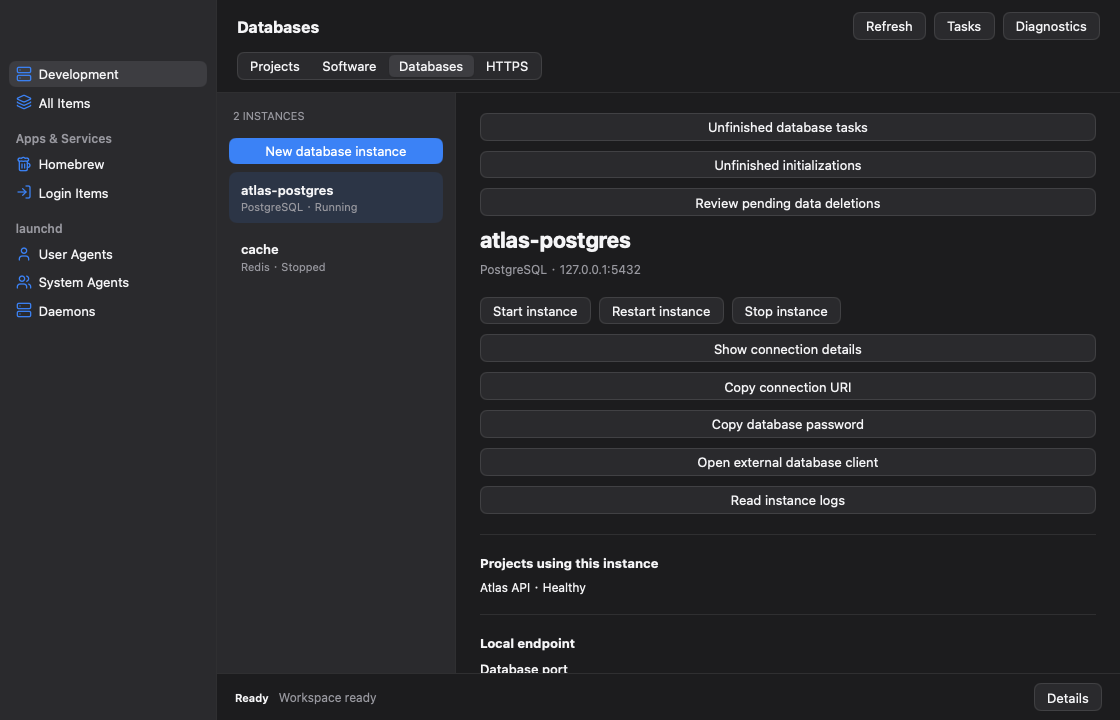 Databases
Refresh
Tasks
Diagnostics
Projects
Software
Databases
HTTPS
Development
All Items
Apps & Services
Homebrew
Login Items
launchd
User Agents
System Agents
Daemons
2 INSTANCES
New database instance
atlas-postgres
PostgreSQL · Running
cache
Redis · Stopped
Unfinished database tasks
Unfinished initializations
Review pending data deletions
atlas-postgres
PostgreSQL · 127.0.0.1:5432
Start instance
Restart instance
Stop instance
Show connection details
Copy connection URI
Copy database password
Open external database client
Read instance logs
Projects using this instance
Atlas API · Healthy
Local endpoint
Database port
Ready
Workspace ready
Details